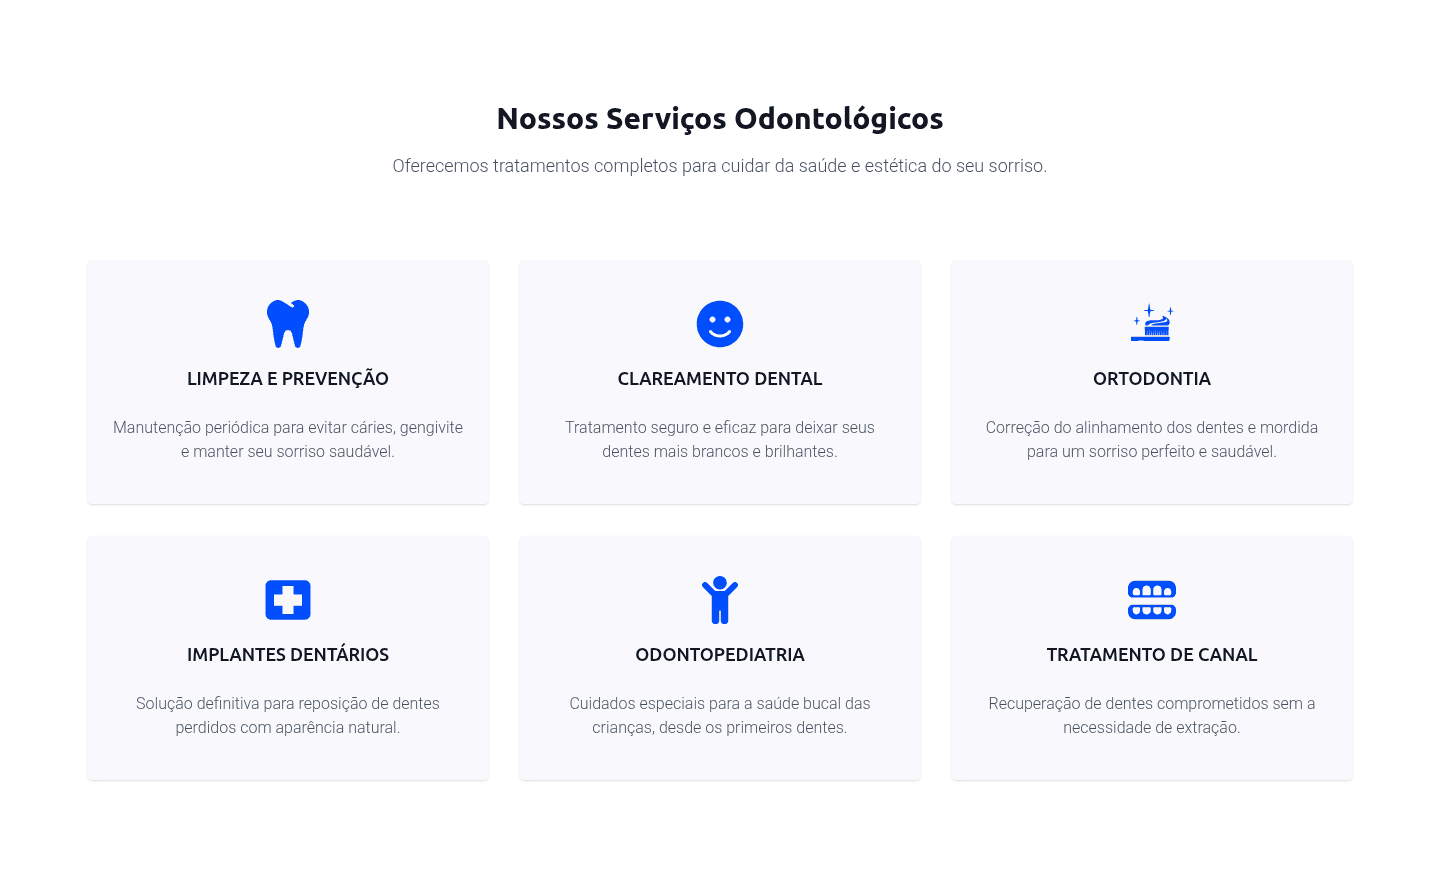 Nossos Serviços Odontológicos
Oferecemos tratamentos completos para cuidar da saúde e estética do seu sorriso.
LIMPEZA E PREVENÇÃO
Manutenção periódica para evitar cáries, gengivite
e manter seu sorriso saudável.
CLAREAMENTO DENTAL
Tratamento seguro e eficaz para deixar seus
dentes mais brancos e brilhantes.
ORTODONTIA
Correção do alinhamento dos dentes e mordida
para um sorriso perfeito e saudável.
IMPLANTES DENTÁRIOS
Solução definitiva para reposição de dentes
perdidos com aparência natural.
ODONTOPEDIATRIA
Cuidados especiais para a saúde bucal das
crianças, desde os primeiros dentes.
TRATAMENTO DE CANAL
Recuperação de dentes comprometidos sem a
necessidade de extração.